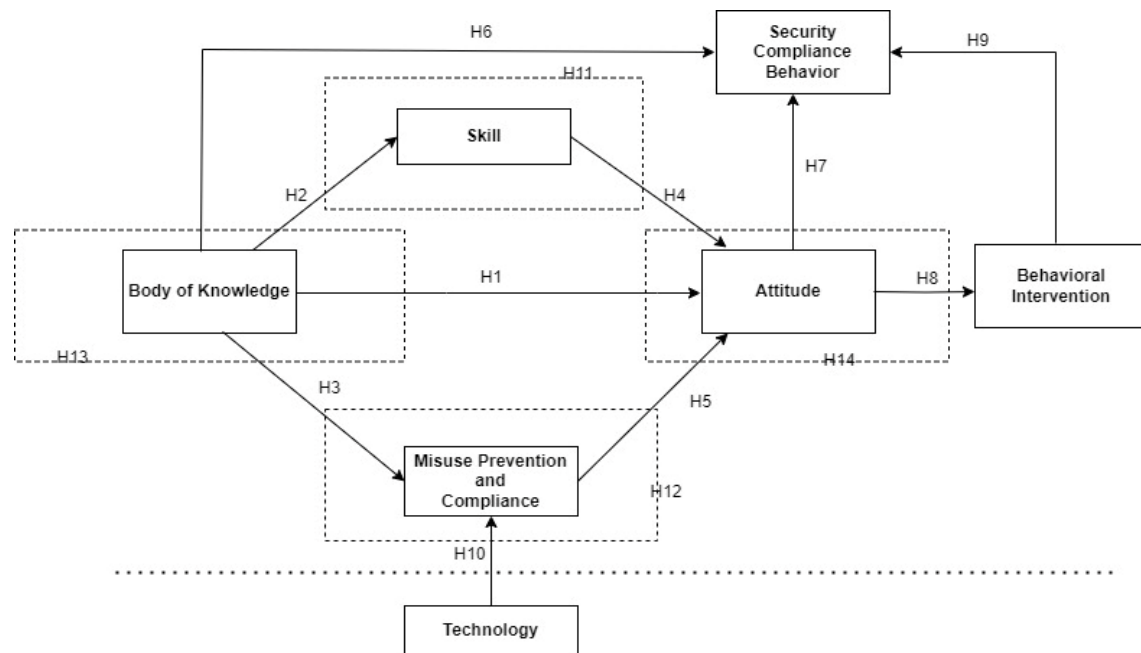 H6
Security
Compliance
Behavior
H9
H11
Skill
H7
H2
H4
Body of Knowledge
H1
Attitude
H8
Behavioral
Intervention
H13
H14
H3
H5
Misuse Prevention
and
Compliance
H12
H10
Technology